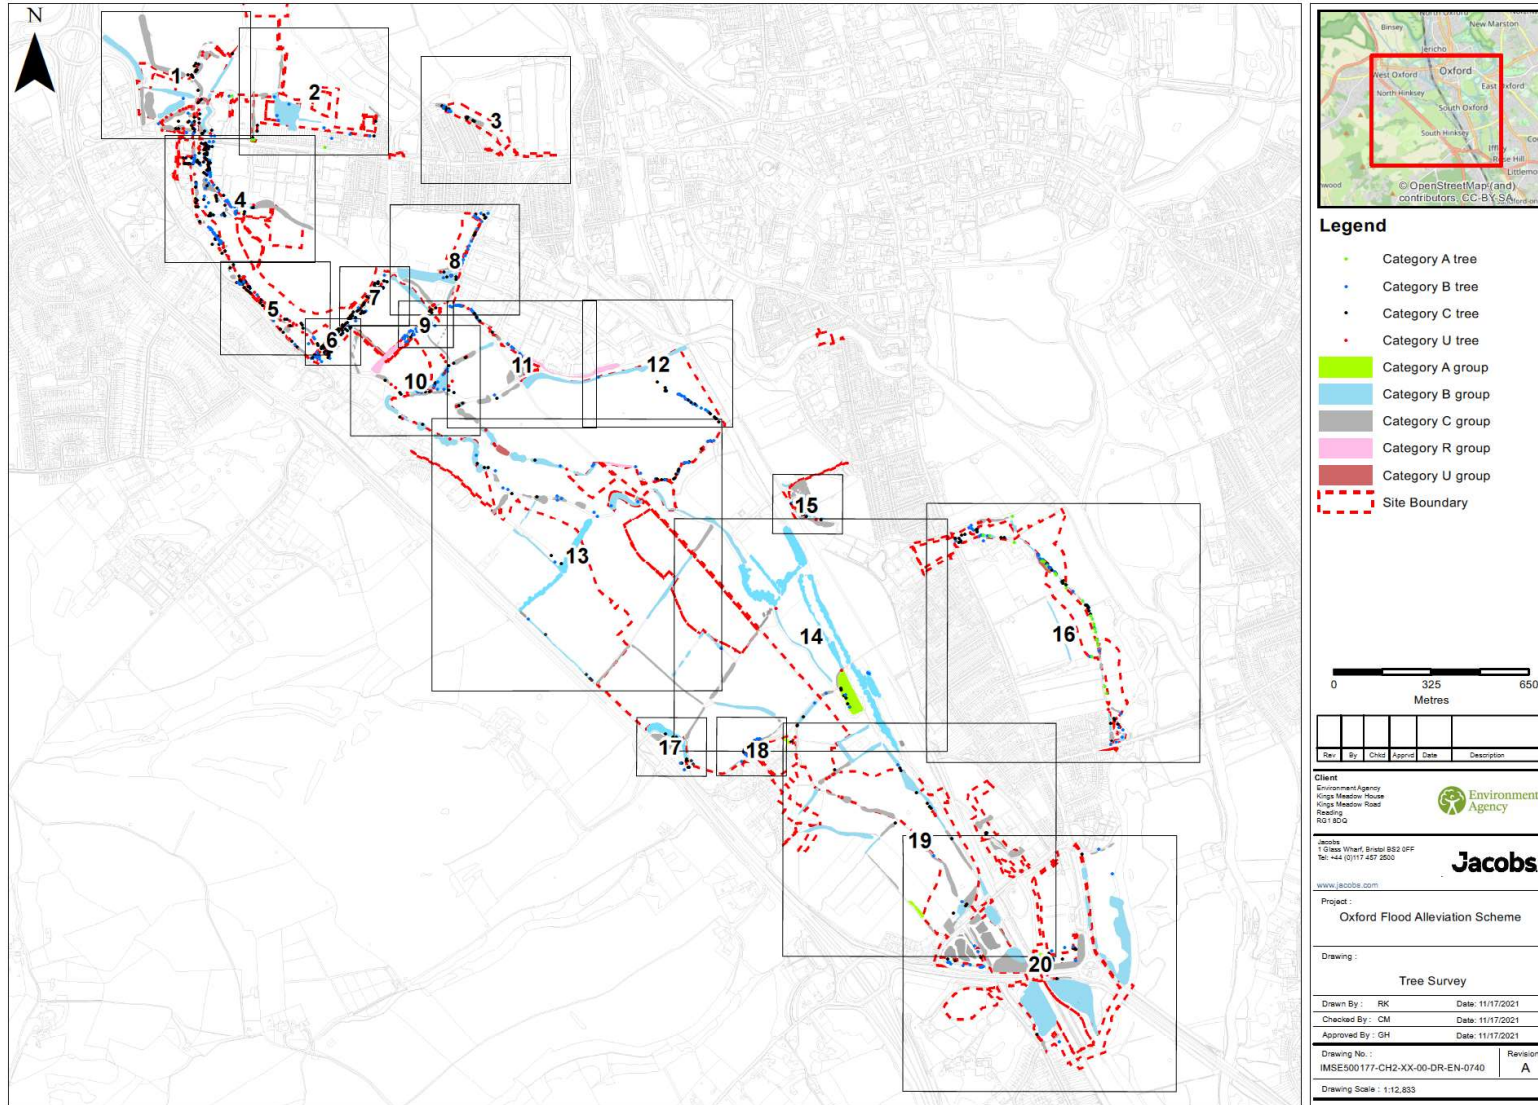 N
1
2
3
4
5
6
7
8
9
10
11
12
13
14
15
16
17
18
19
20
Binsey
North Oxford
New Marston
Jericho
West Oxford
Oxford
East Oxford
North Hinksey
South Oxford
South Hinksey
Iffley
Rose Hill
Littlemo
nwood
© OpenStreetMap (and)
contributors, CC-BY-SA
Legend
Category A tree
Category B tree
Category C tree
Category U tree
Category A group
Category B group
Category C group
Category R group
Category U group
Site Boundary
0 325 650
Metres
Rev By Chkd Apprvd Date Description
Client
Environment Agency
Kings Meadow House
Kings Meadow Road
Reading
RG1 8DQ
Environment
Agency
Jacobs
1 Glass Wharf, Bristol BS2 0FF
Tel: +44 (0)117 457 2500
Jacobs
www.jacobs.com
Project :
Oxford Flood Alleviation Scheme
Drawing :
Tree Survey
Drawn By : RK Date: 11/17/2021
Checked By : CM Date: 11/17/2021
Approved By : GH Date: 11/17/2021
Drawing No. : Revision
IMSE500177-CH2-XX-00-DR-EN-0740 A
Drawing Scale : 1:12,833